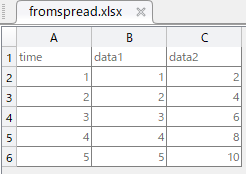 fromspread.xlsx
A B C
1 time data1 data2
2 1 1 2
3 2 2 4
4 3 3 6
5 4 4 8
6 5 5 10